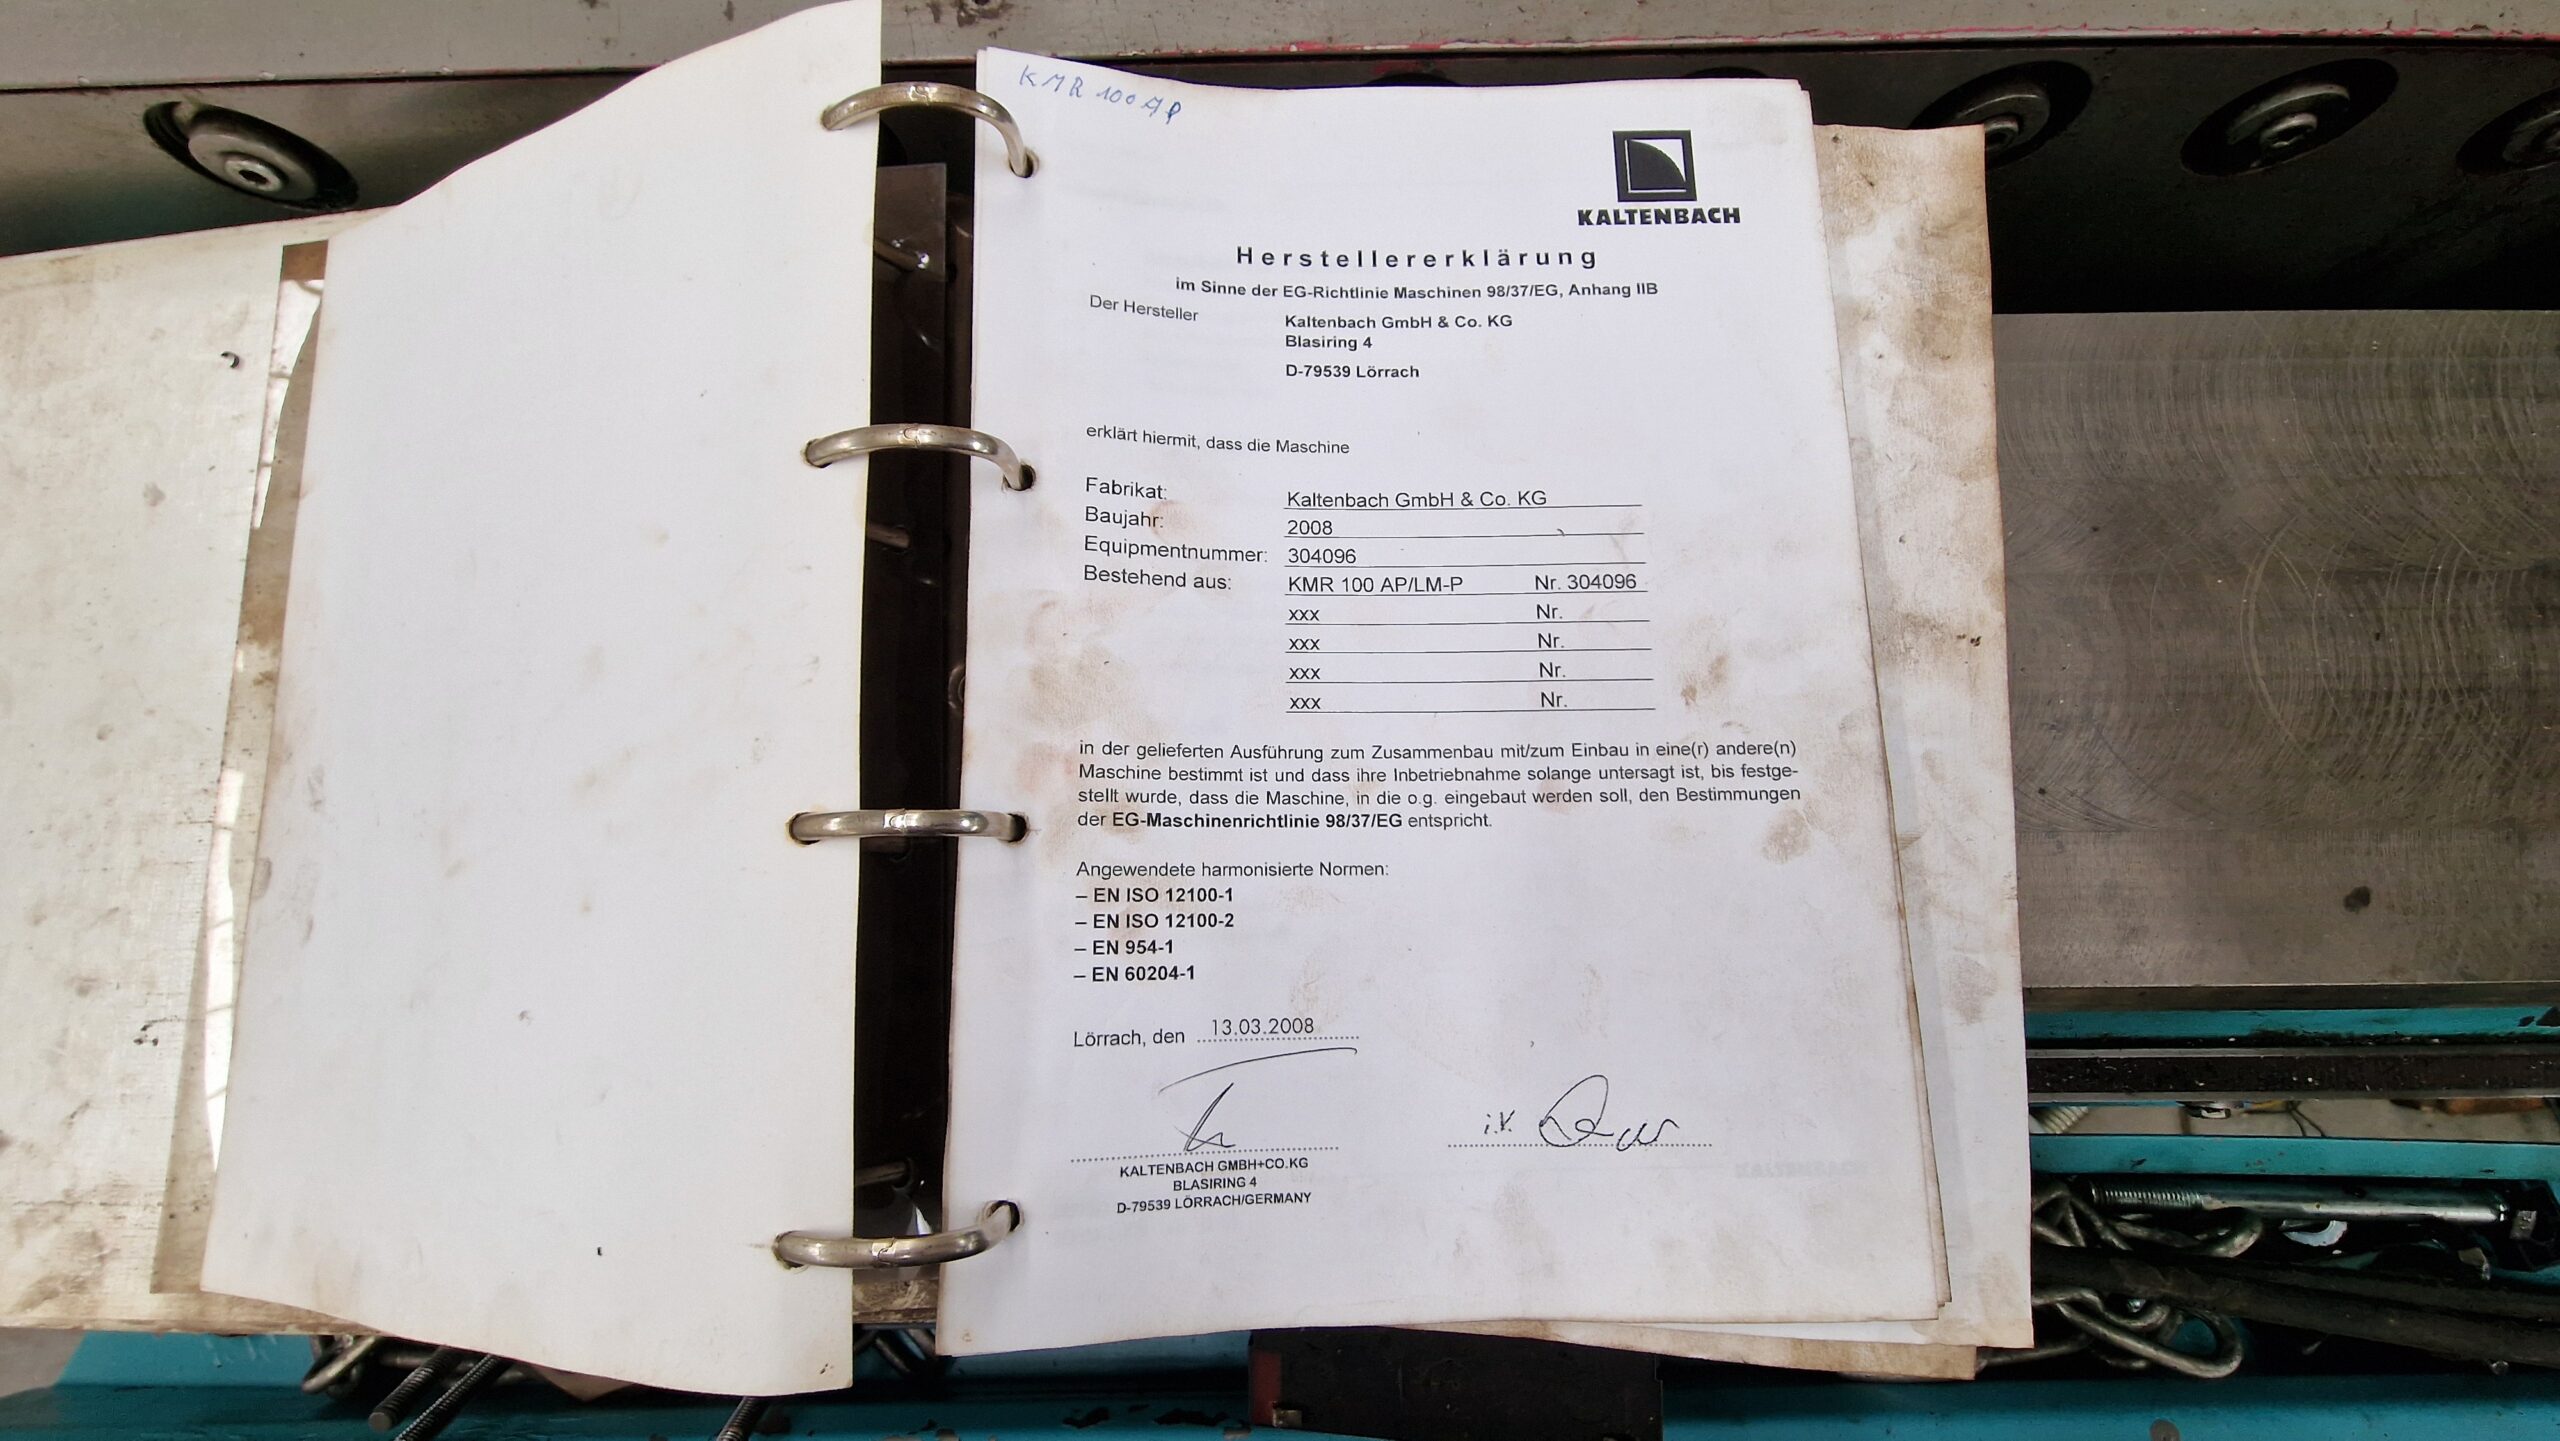 KMR 100 AP
KALTENBACH
Herstellererklärung
im Sinne der EG-Richtlinie Maschinen 98/37/EG, Anhang IIB
Der Hersteller
Kaltenbach GmbH & Co. KG
Blasiring 4
D-79539 Lörrach
erklärt hiermit, dass die Maschine
Fabrikat: Kaltenbach GmbH & Co. KG
Baujahr: 2008
Equipmentnummer: 304096
Bestehend aus: KMR 100 AP/LM-P Nr. 304096
xxx Nr.
xxx Nr.
xxx Nr.
xxx Nr.
in der gelieferten Ausführung zum Zusammenbau mit/zum Einbau in eine(r) andere(n)
Maschine bestimmt ist und dass ihre Inbetriebnahme solange untersagt ist, bis festge-
stellt wurde, dass die Maschine, in die o.g. eingebaut werden soll, den Bestimmungen
der EG-Maschinenrichtlinie 98/37/EG entspricht.
Angewendete harmonisierte Normen:
– EN ISO 12100-1
– EN ISO 12100-2
– EN 954-1
– EN 60204-1
Lörrach, den 13.03.2008
i.V.
KALTENBACH GMBH+CO.KG
BLASIRING 4
D-79539 LÖRRACH/GERMANY